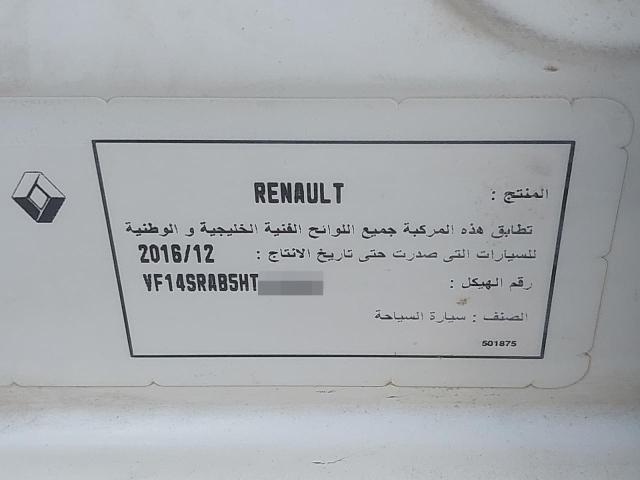 المنتج : RENAULT
تطابق هذه المركبة جميع اللوائح الفنية الخليجية و الوطنية
للسيارات التى صدرت حتى تاريخ الانتاج : 2016/12
رقم الهيكل : VF14SRAB5HT
الصنف : سيارة السياحة
501875